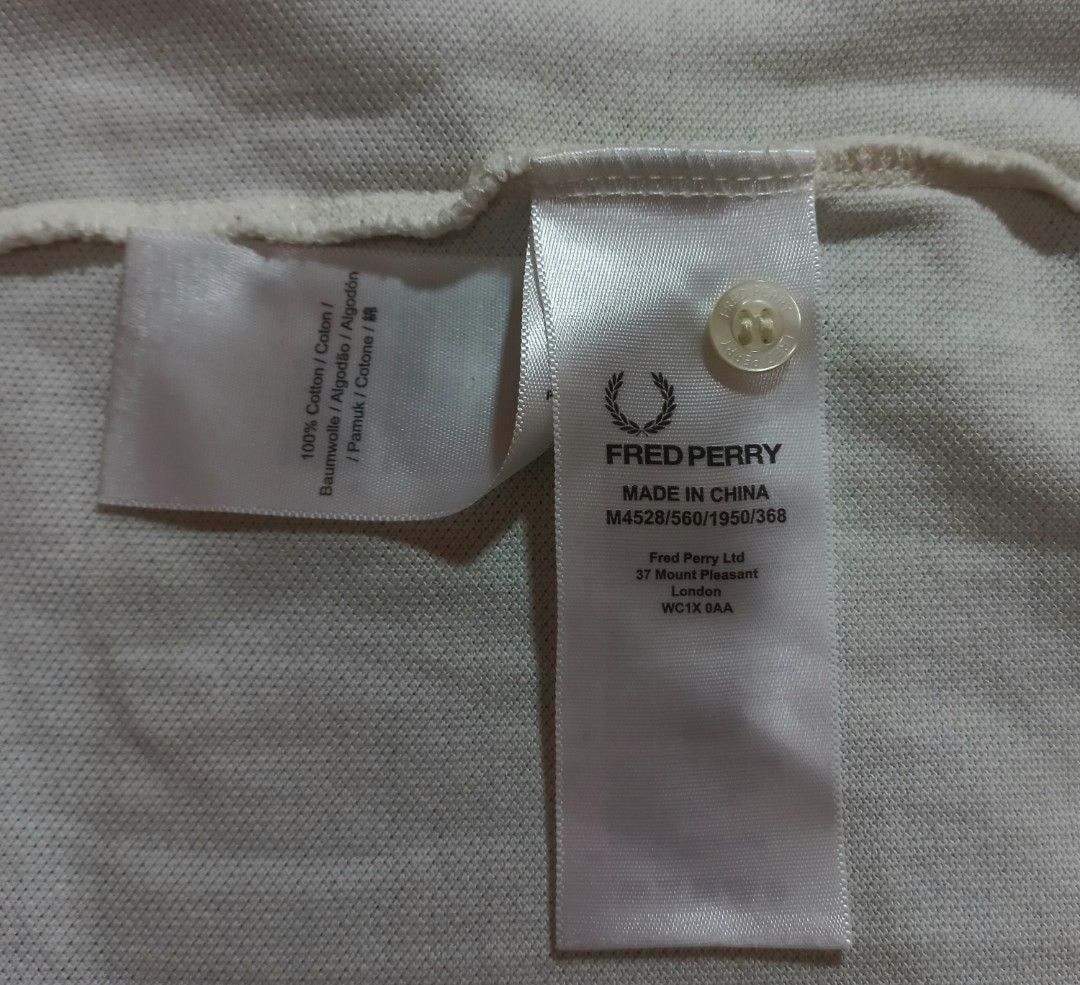 100% Cotton / Coton /
Baumwolle / Algodão / Algodón
/ Pamuk / Cotone / 綿
FRED PERRY
MADE IN CHINA
M4528/560/1950/368
Fred Perry Ltd
37 Mount Pleasant
London
WC1X 0AA